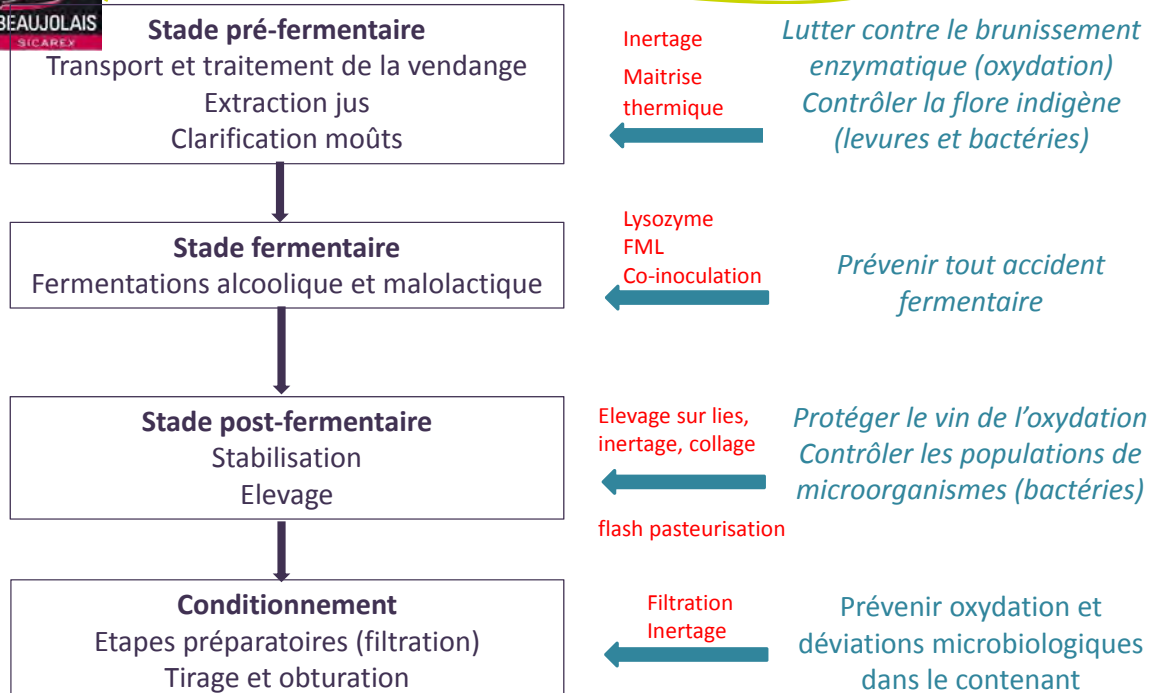 BEAUJOLAIS
SICAREX
Stade pré-fermentaire
Transport et traitement de la vendange
Extraction jus
Clarification moûts
Inertage
Maitrise
thermique
Lutter contre le brunissement
enzymatique (oxydation)
Contrôler la flore indigène
(levures et bactéries)
Stade fermentaire
Fermentations alcoolique et malolactique
Lysozyme
FML
Co-inoculation
Prévenir tout accident
fermentaire
Stade post-fermentaire
Stabilisation
Elevage
Elevage sur lies,
inertage, collage
flash pasteurisation
Protéger le vin de l’oxydation
Contrôler les populations de
microorganismes (bactéries)
Conditionnement
Etapes préparatoires (filtration)
Tirage et obturation
Filtration
Inertage
Prévenir oxydation et
déviations microbiologiques
dans le contenant